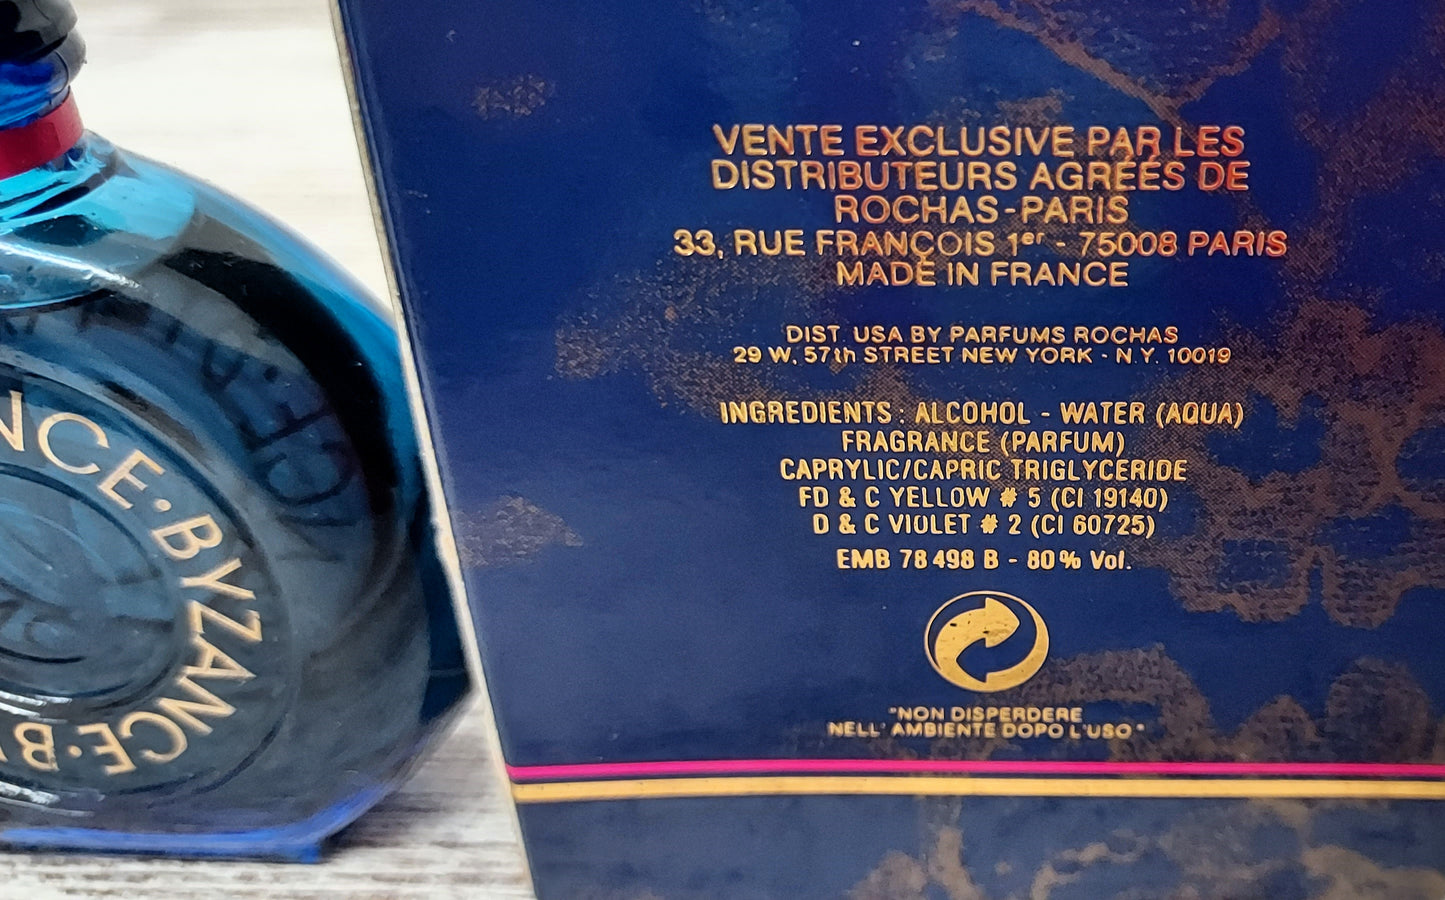 VENTE EXCLUSIVE PAR LES
DISTRIBUTEURS AGRÉÉS DE
ROCHAS-PARIS
33, RUE FRANÇOIS 1er - 75008 PARIS
MADE IN FRANCE
DIST. USA BY PARFUMS ROCHAS
29 W. 57th STREET NEW YORK - N.Y. 10019
INGREDIENTS : ALCOHOL - WATER (AQUA)
FRAGRANCE (PARFUM)
CAPRYLIC/CAPRIC TRIGLYCERIDE
FD & C YELLOW # 5 (CI 19140)
D & C VIOLET # 2 (CI 60725)
EMB 78 498 B - 80% Vol.
"NON DISPERDERE
NELL' AMBIENTE DOPO L'USO"
NCE·BYZANCE·B